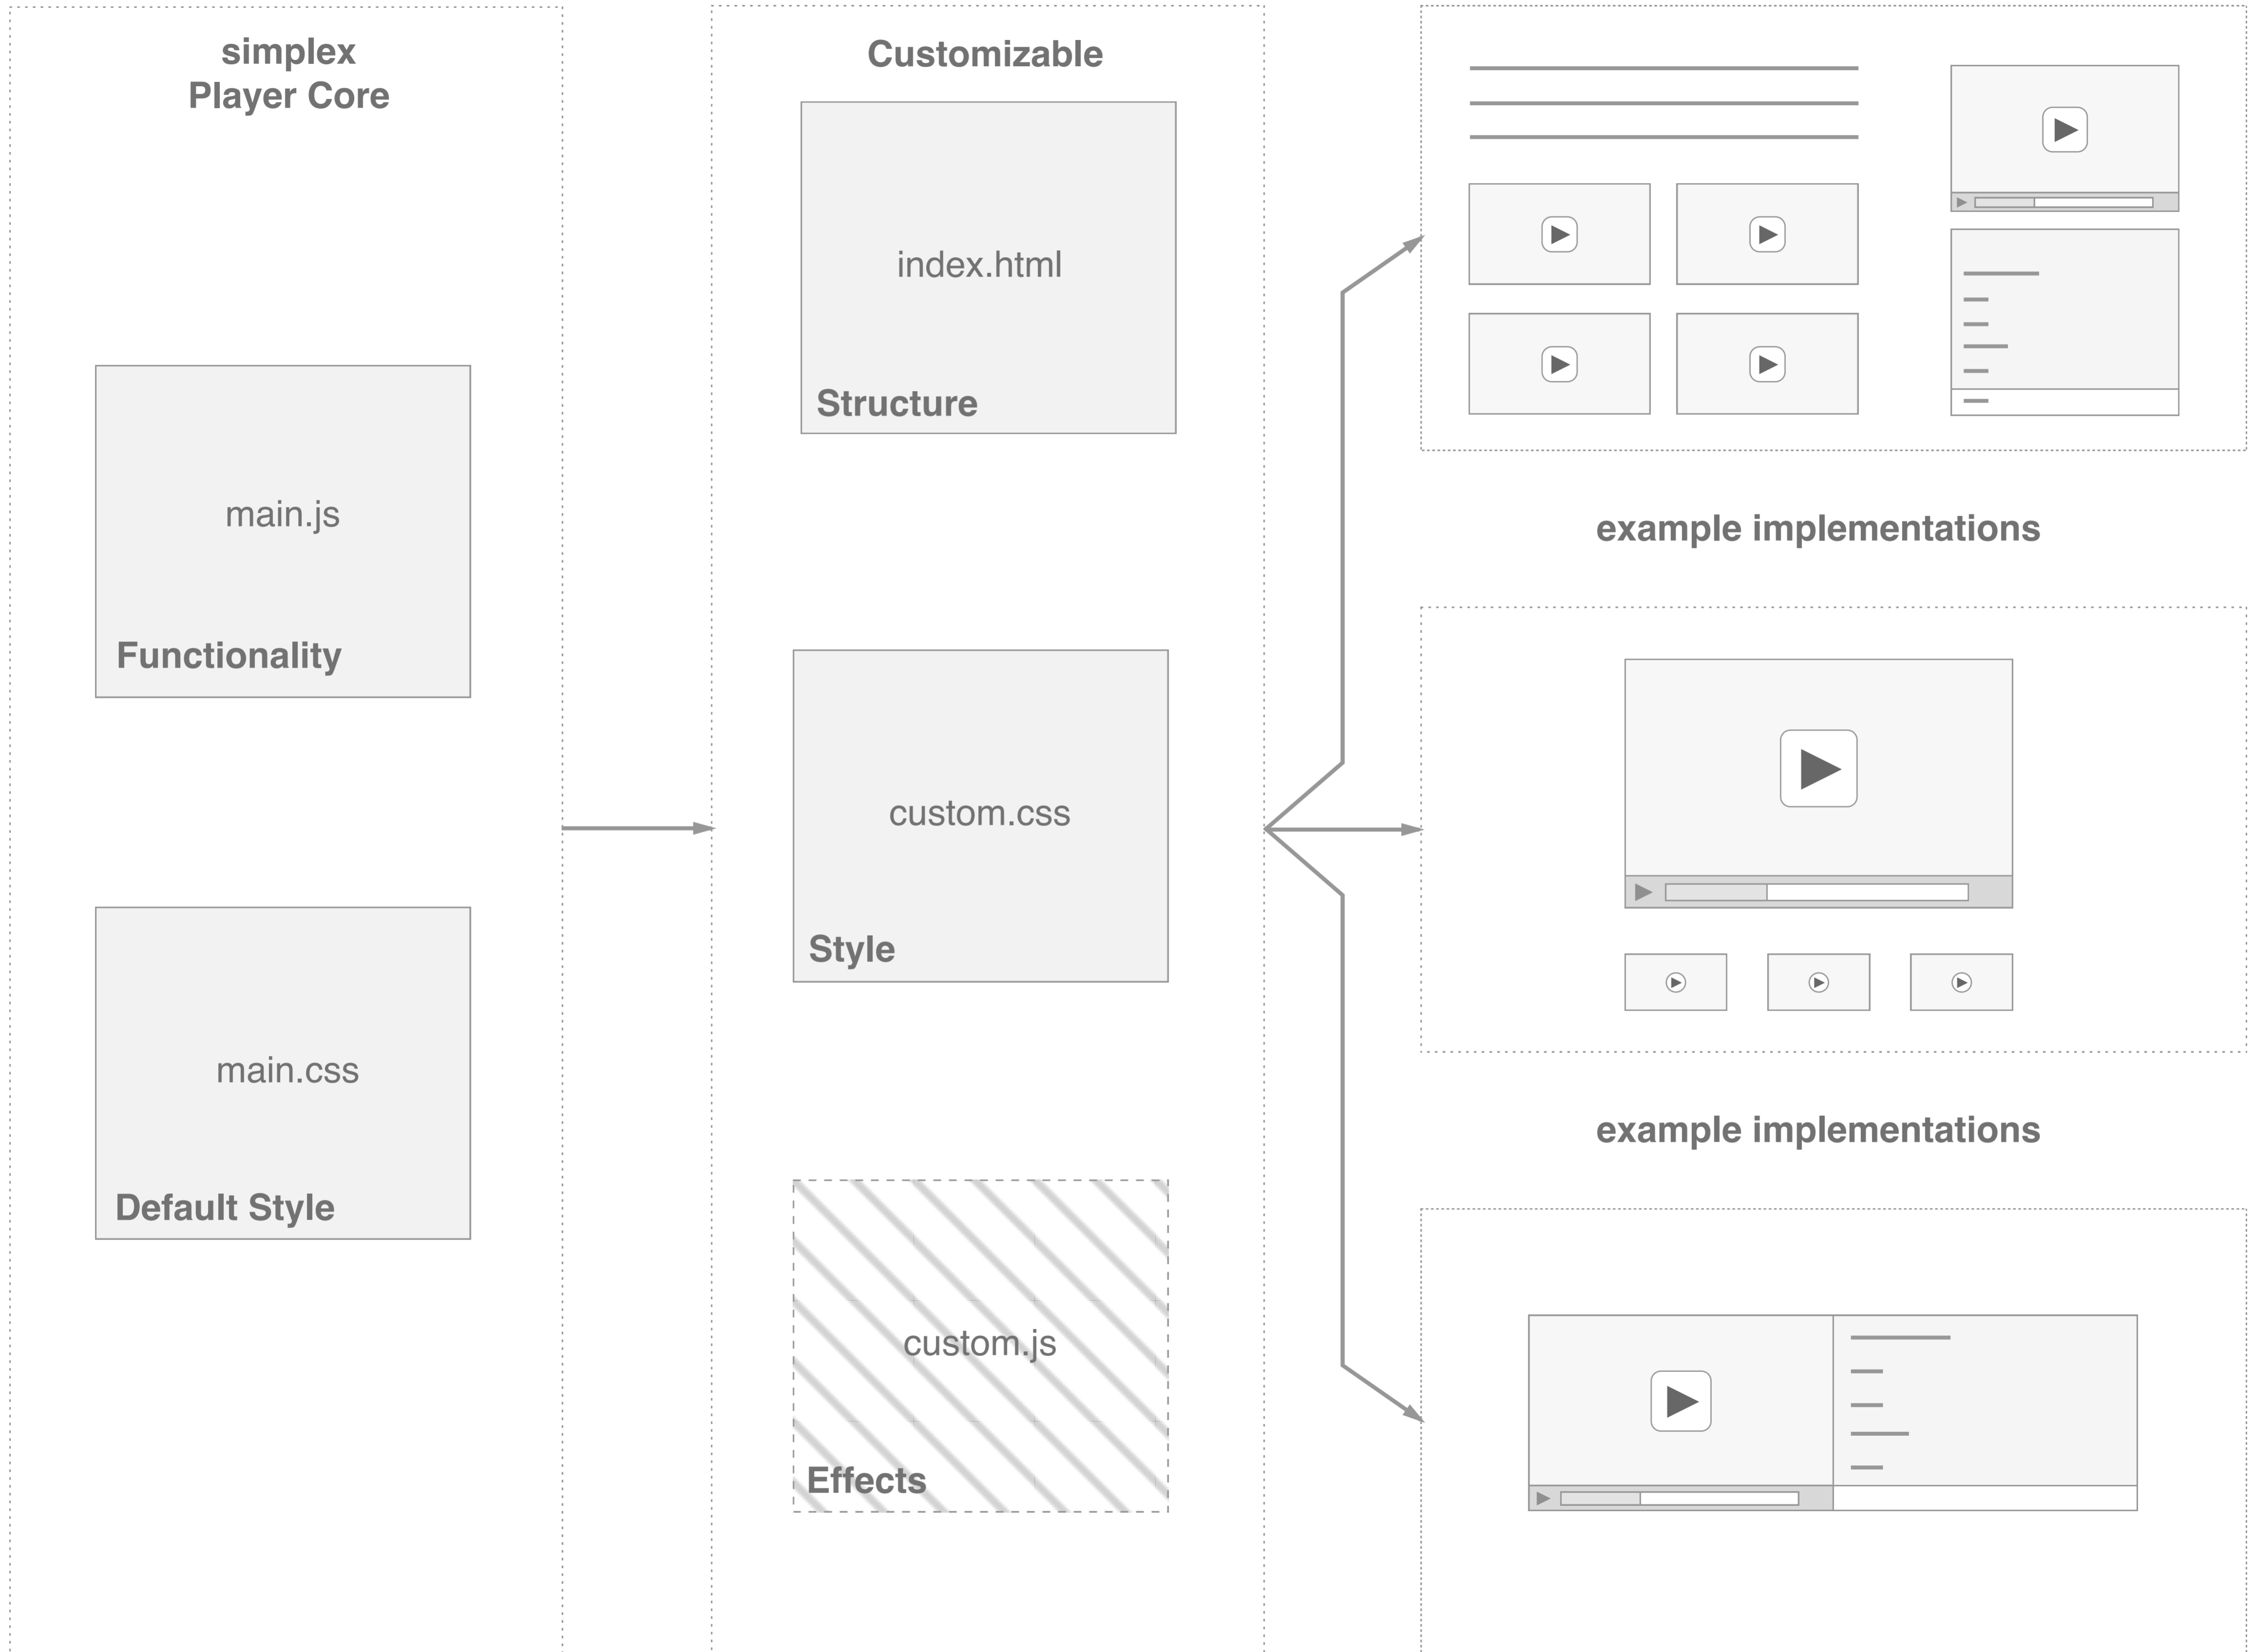 simplex
Player Core
main.js
Functionality
main.css
Default Style
Customizable
index.html
Structure
custom.css
Style
custom.js
Effects
example implementations
example implementations